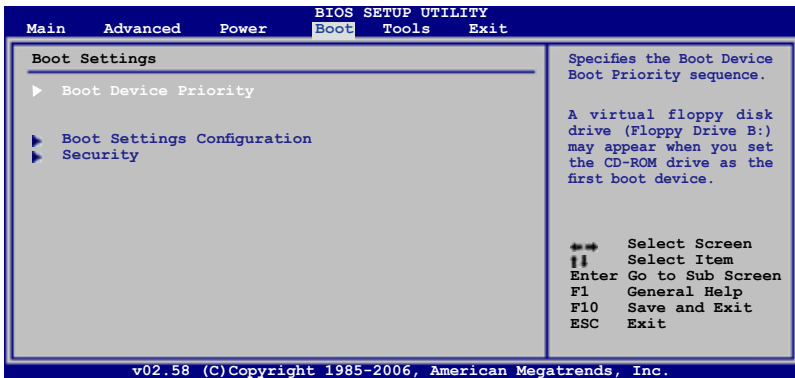 BIOS SETUP UTILITY
Main Advanced Power Boot Tools Exit
Boot Settings
Boot Device Priority
Boot Settings Configuration
Security
Specifies the Boot Device
Boot Priority sequence.
A virtual floppy disk
drive (Floppy Drive B:)
may appear when you set
the CD-ROM drive as the
first boot device.
Select Screen
Select Item
Enter Go to Sub Screen
F1 General Help
F10 Save and Exit
ESC Exit
v02.58 (C)Copyright 1985-2006, American Megatrends, Inc.